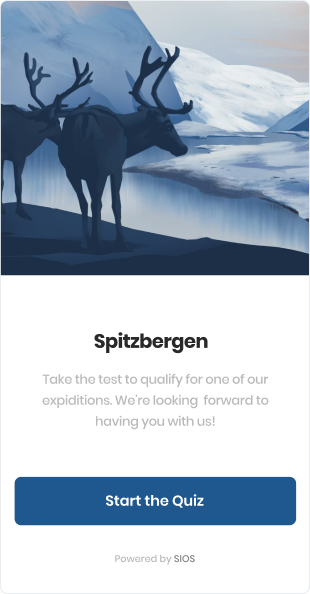 Spitzbergen
Take the test to qualify for one of our
expiditions. We're looking  forward to
having you with us!
Start the Quiz
Powered by SIOS